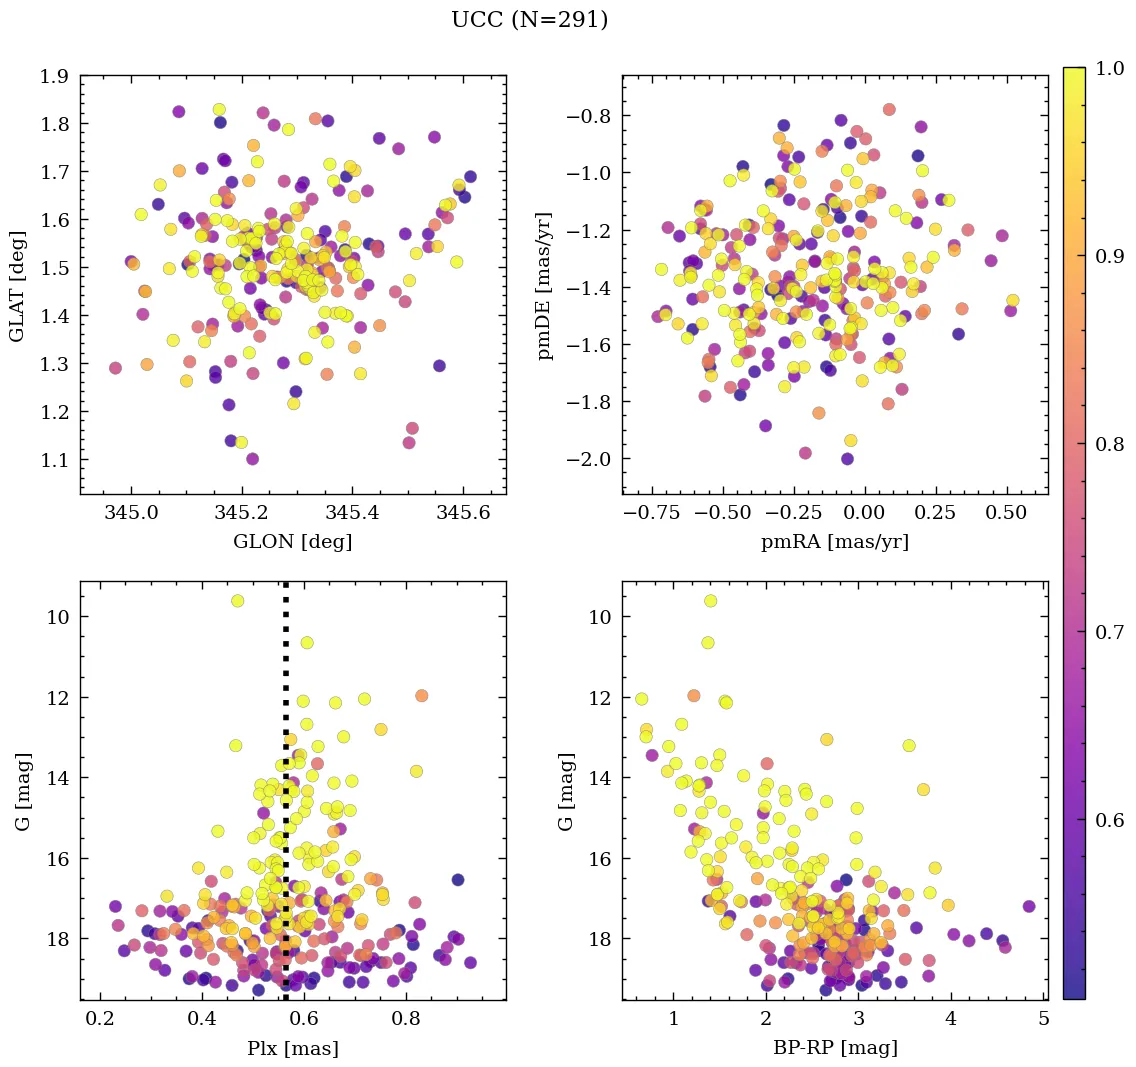 UCC (N=291)
1.9
1.8
1.7
1.6
1.5
1.4
1.3
1.2
1.1
GLAT [deg]
345.0 345.2 345.4 345.6
GLON [deg]
−0.8
−1.0
−1.2
−1.4
−1.6
−1.8
−2.0
pmDE [mas/yr]
−0.75 −0.50 −0.25 0.00 0.25 0.50
pmRA [mas/yr]
1.0
0.9
0.8
0.7
0.6
10
12
14
16
18
G [mag]
0.2 0.4 0.6 0.8
Plx [mas]
10
12
14
16
18
G [mag]
1 2 3 4 5
BP-RP [mag]